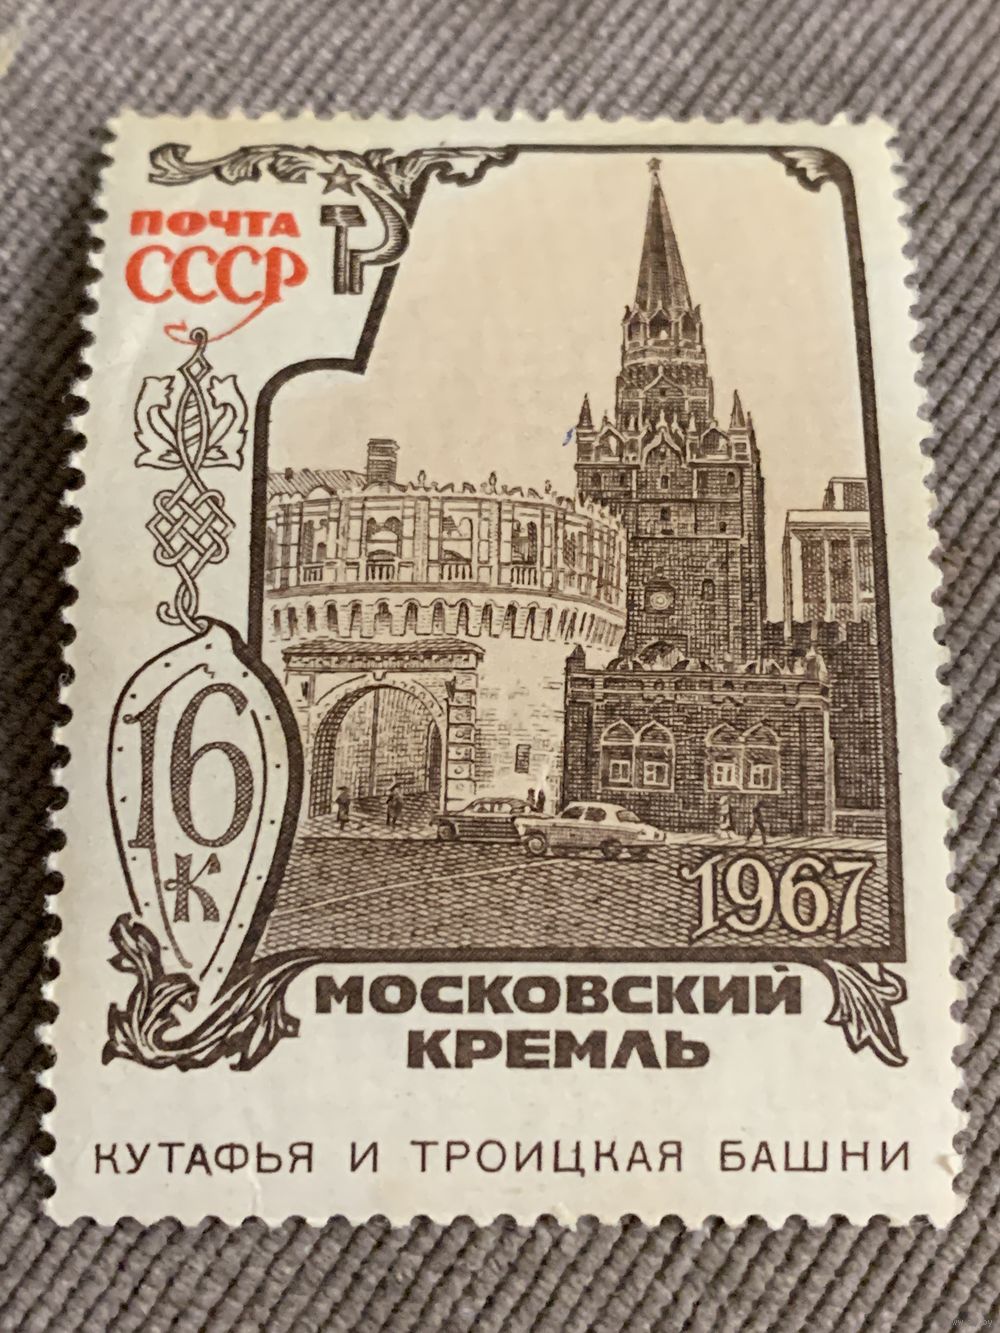 ПОЧТА
СССР
16
К
1967
МОСКОВСКИЙ
КРЕМЛЬ
КУТАФЬЯ И ТРОИЦКАЯ БАШНИ